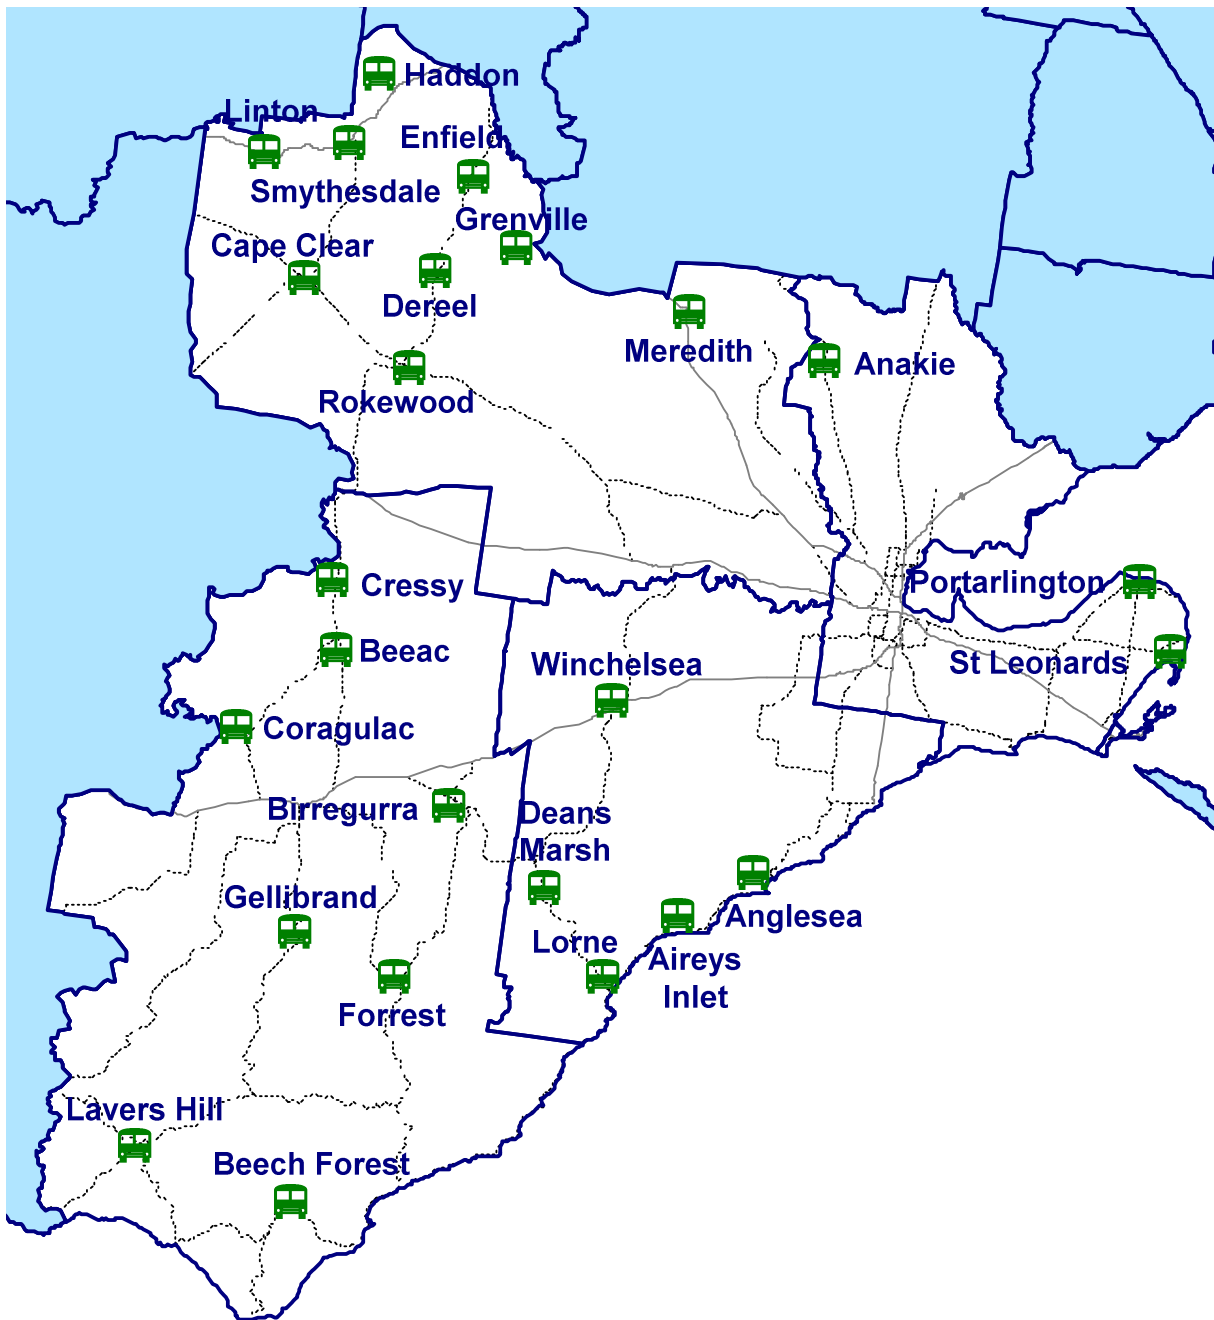 Haddon
Linton
Enfield
Smythesdale
Grenville
Cape Clear
Dereel
Meredith
Anakie
Rokewood
Cressy
Portarlington
Beeac
Winchelsea
St Leonards
Coragulac
Birregurra
Deans
Marsh
Gellibrand
Anglesea
Lorne
Aireys
Inlet
Forrest
Lavers Hill
Beech Forest